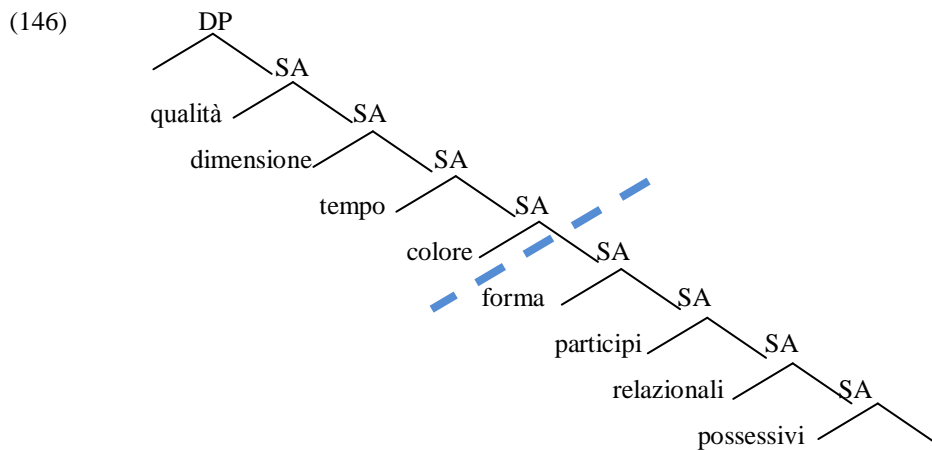 (146) DP
SA
qualità SA
dimensione SA
tempo SA
colore SA
forma SA
participi SA
relazionali SA
possessivi